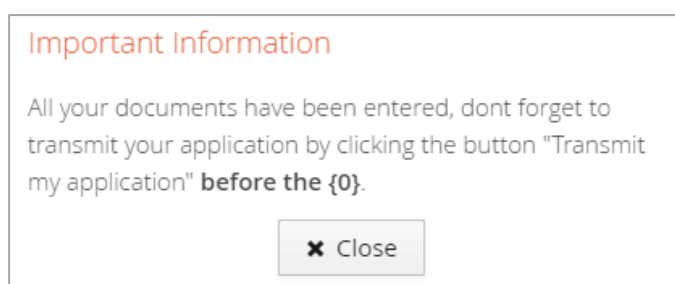 Important Information
All your documents have been entered, dont forget to
transmit your application by clicking the button "Transmit
my application" before the {0}.
✖ Close